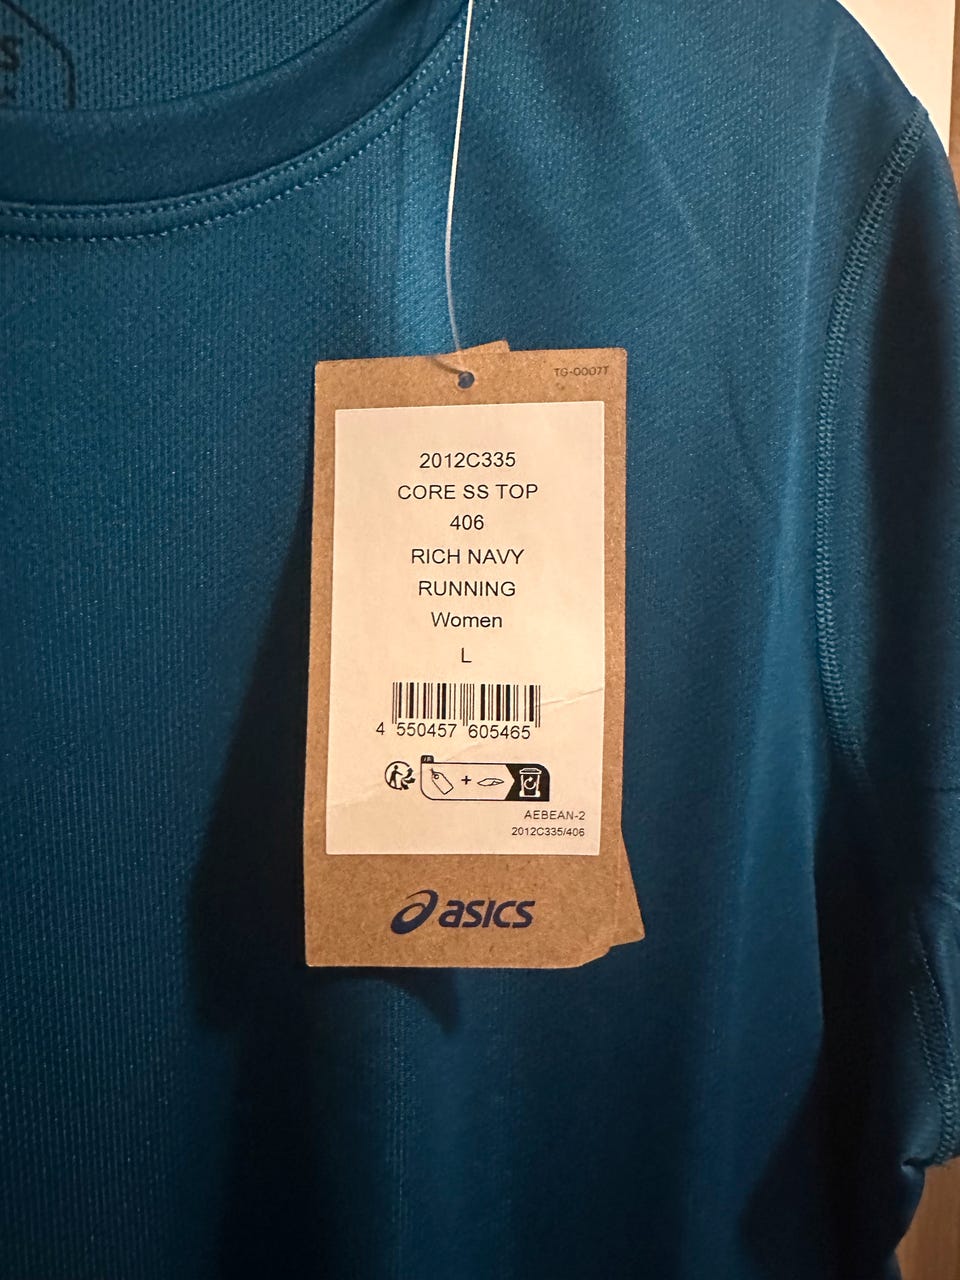 TG-0007T
2012C335
CORE SS TOP
406
RICH NAVY
RUNNING
Women
L
4 550457 605465
AEBEAN-2
2012C335/406
asics